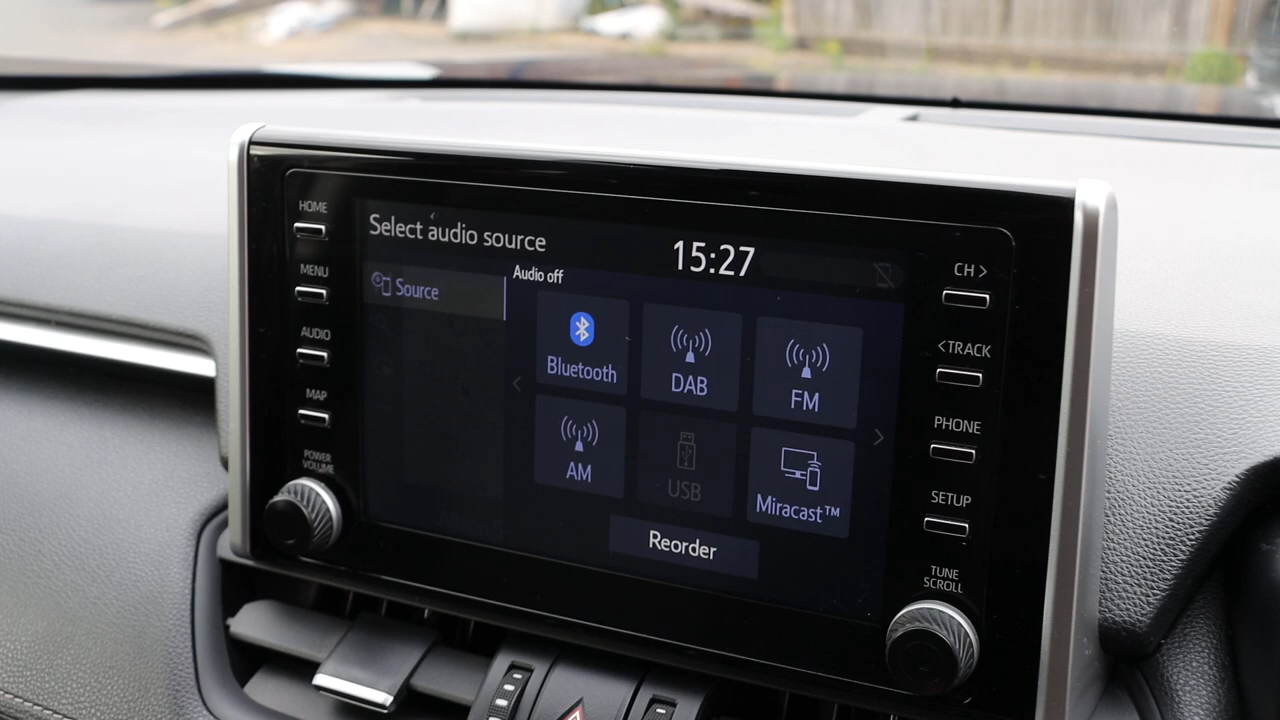 HOME
MENU
AUDIO
MAP
POWER
VOLUME
Select audio source
15:27
Source
Audio off
Bluetooth
DAB
FM
AM
USB
Miracast™
Reorder
CH >
<TRACK
PHONE
SETUP
TUNE
SCROLL